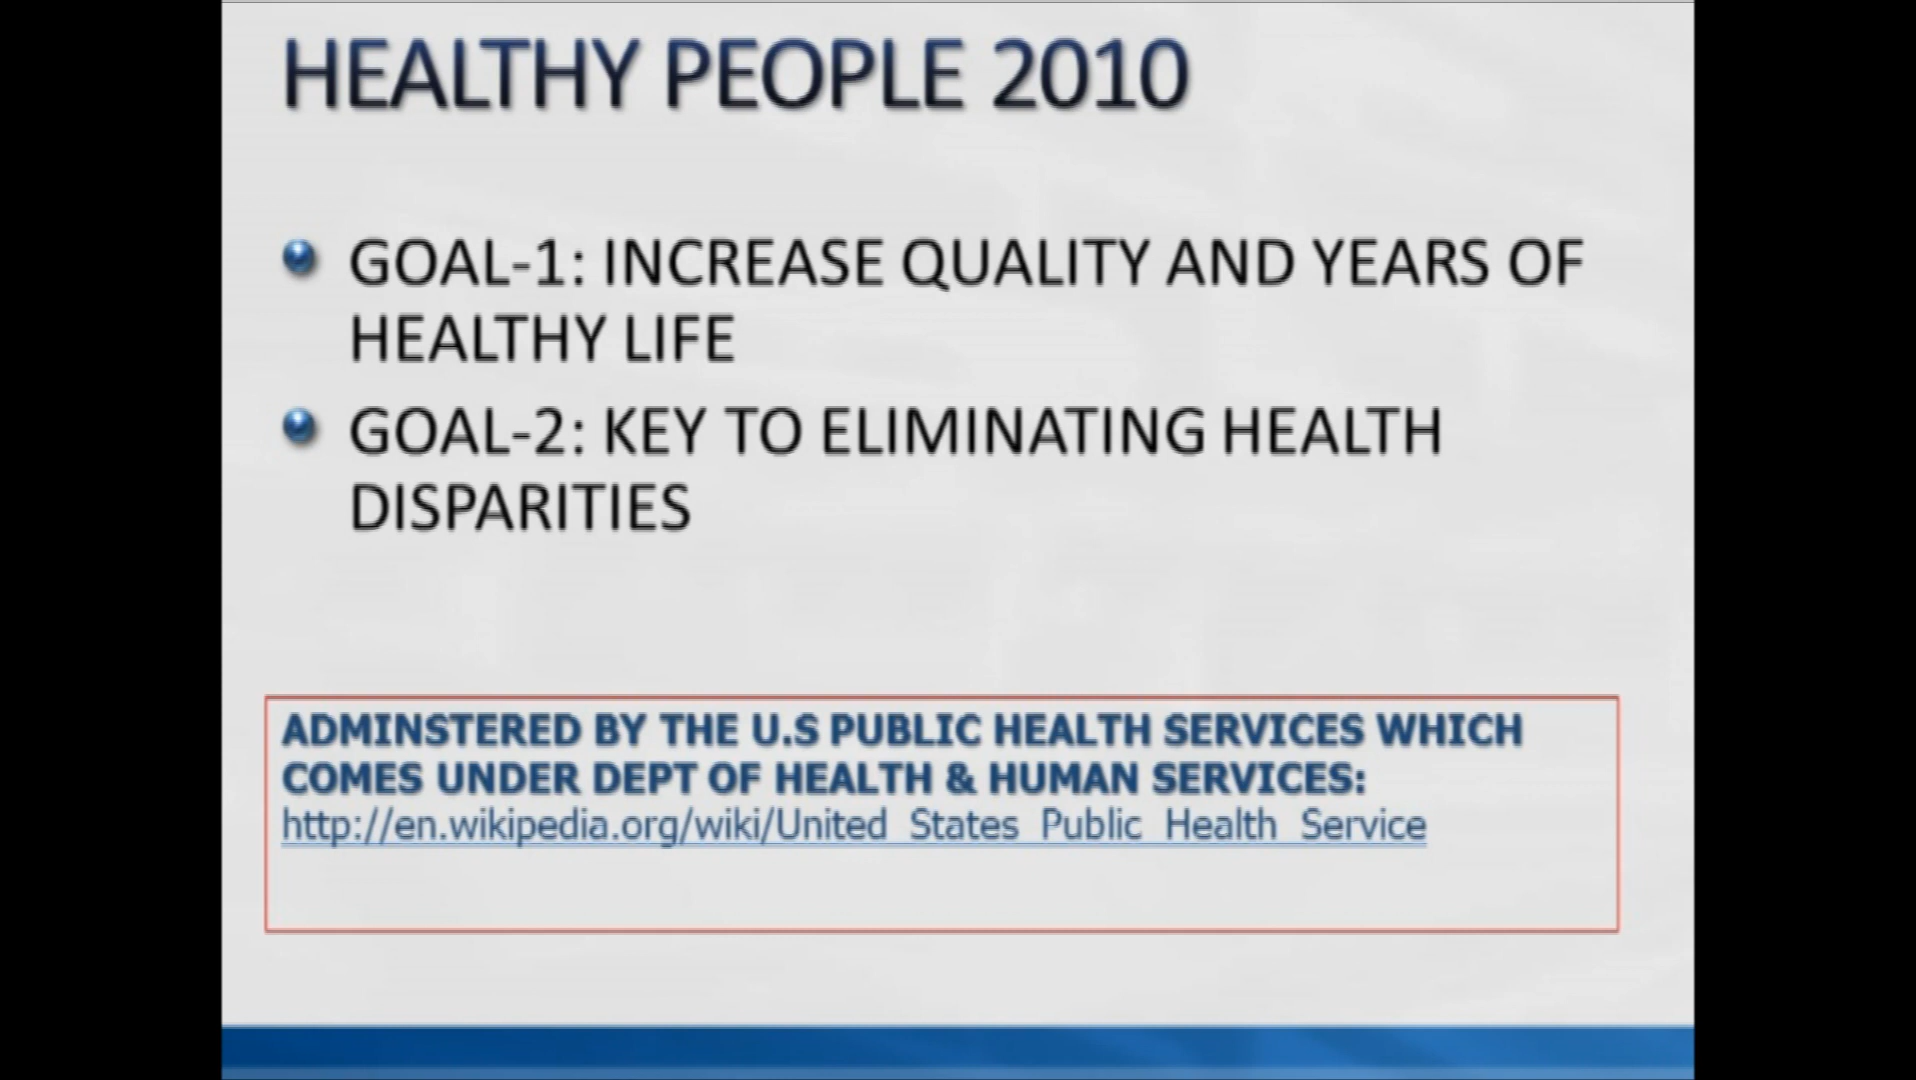 HEALTHY PEOPLE 2010
GOAL-1: INCREASE QUALITY AND YEARS OF
HEALTHY LIFE
GOAL-2: KEY TO ELIMINATING HEALTH
DISPARITIES
ADMINSTERED BY THE U.S PUBLIC HEALTH SERVICES WHICH
COMES UNDER DEPT OF HEALTH & HUMAN SERVICES:
http://en.wikipedia.org/wiki/United_States_Public_Health_Service